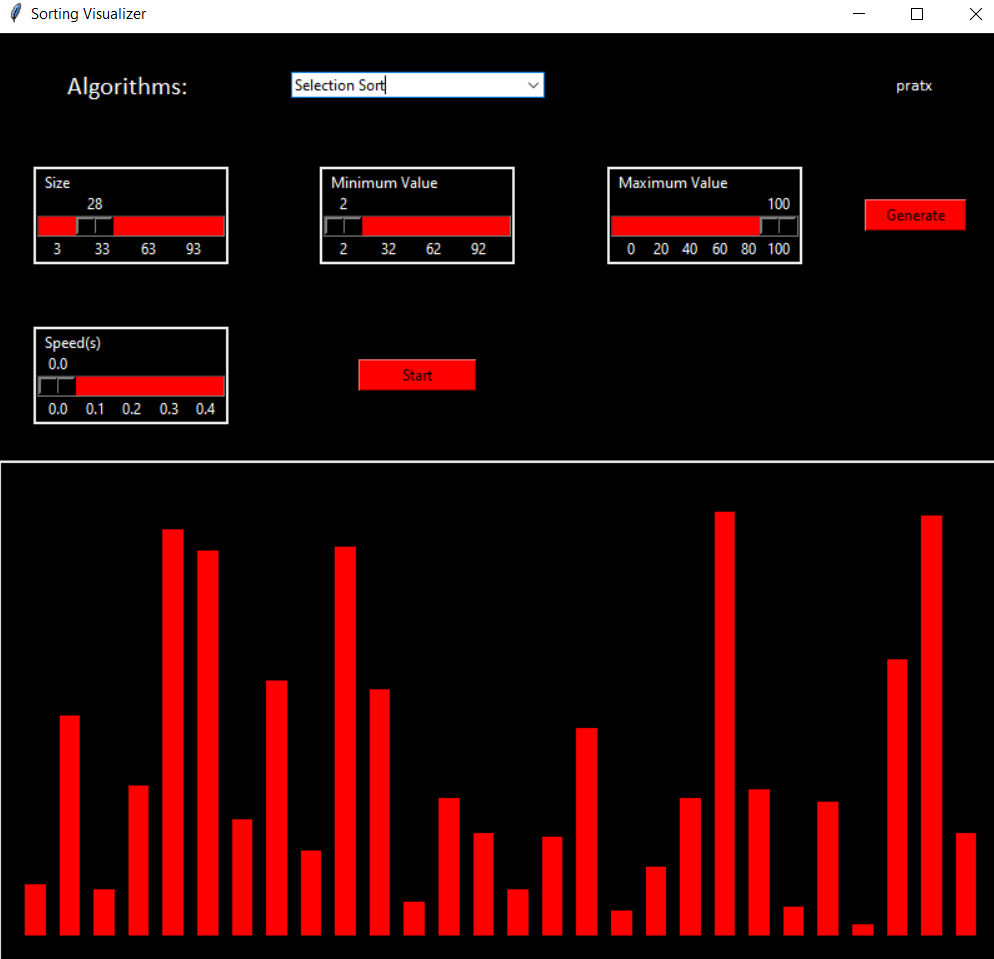 Sorting Visualizer
Algorithms:
Selection Sort
pratx
Size
28
3 33 63 93
Minimum Value
2
2 32 62 92
Maximum Value
100
0 20 40 60 80 100
Generate
Speed(s)
0.0
0.0 0.1 0.2 0.3 0.4
Start